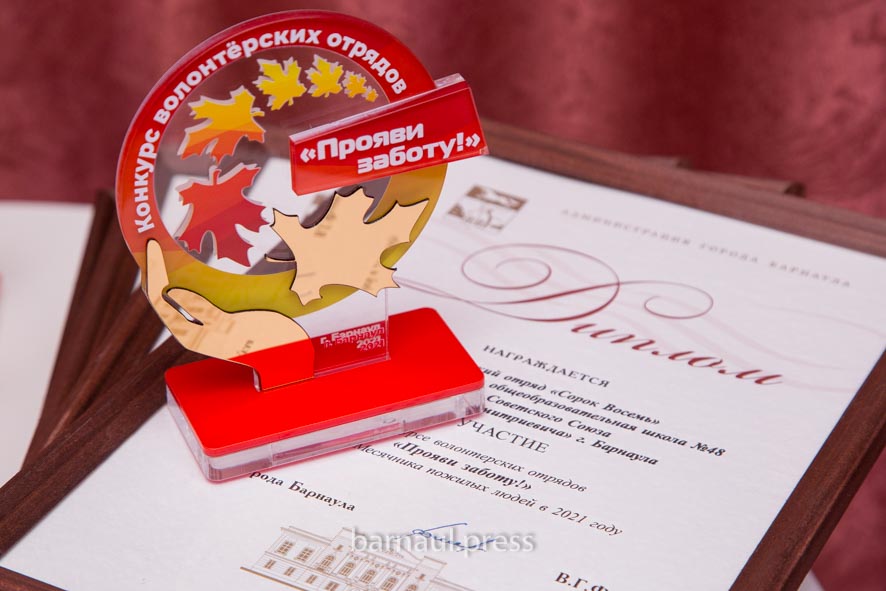 Конкурс волонтёрских отрядов
«Прояви
заботу!»
г. Барнаул
2021
АДМИНИСТРАЦИЯ ГОРОДА БАРНАУЛА
Диплом
НАГРАЖДАЕТСЯ
отряд «Сорок Восемь»
общеобразовательная школа №48
Советского Союза
г. Барнаула
УЧАСТИЕ
волонтерских отрядов
«Прояви заботу!»
Месячника пожилых людей в 2021 году
Барнаула
В.Г.
barnaul.press